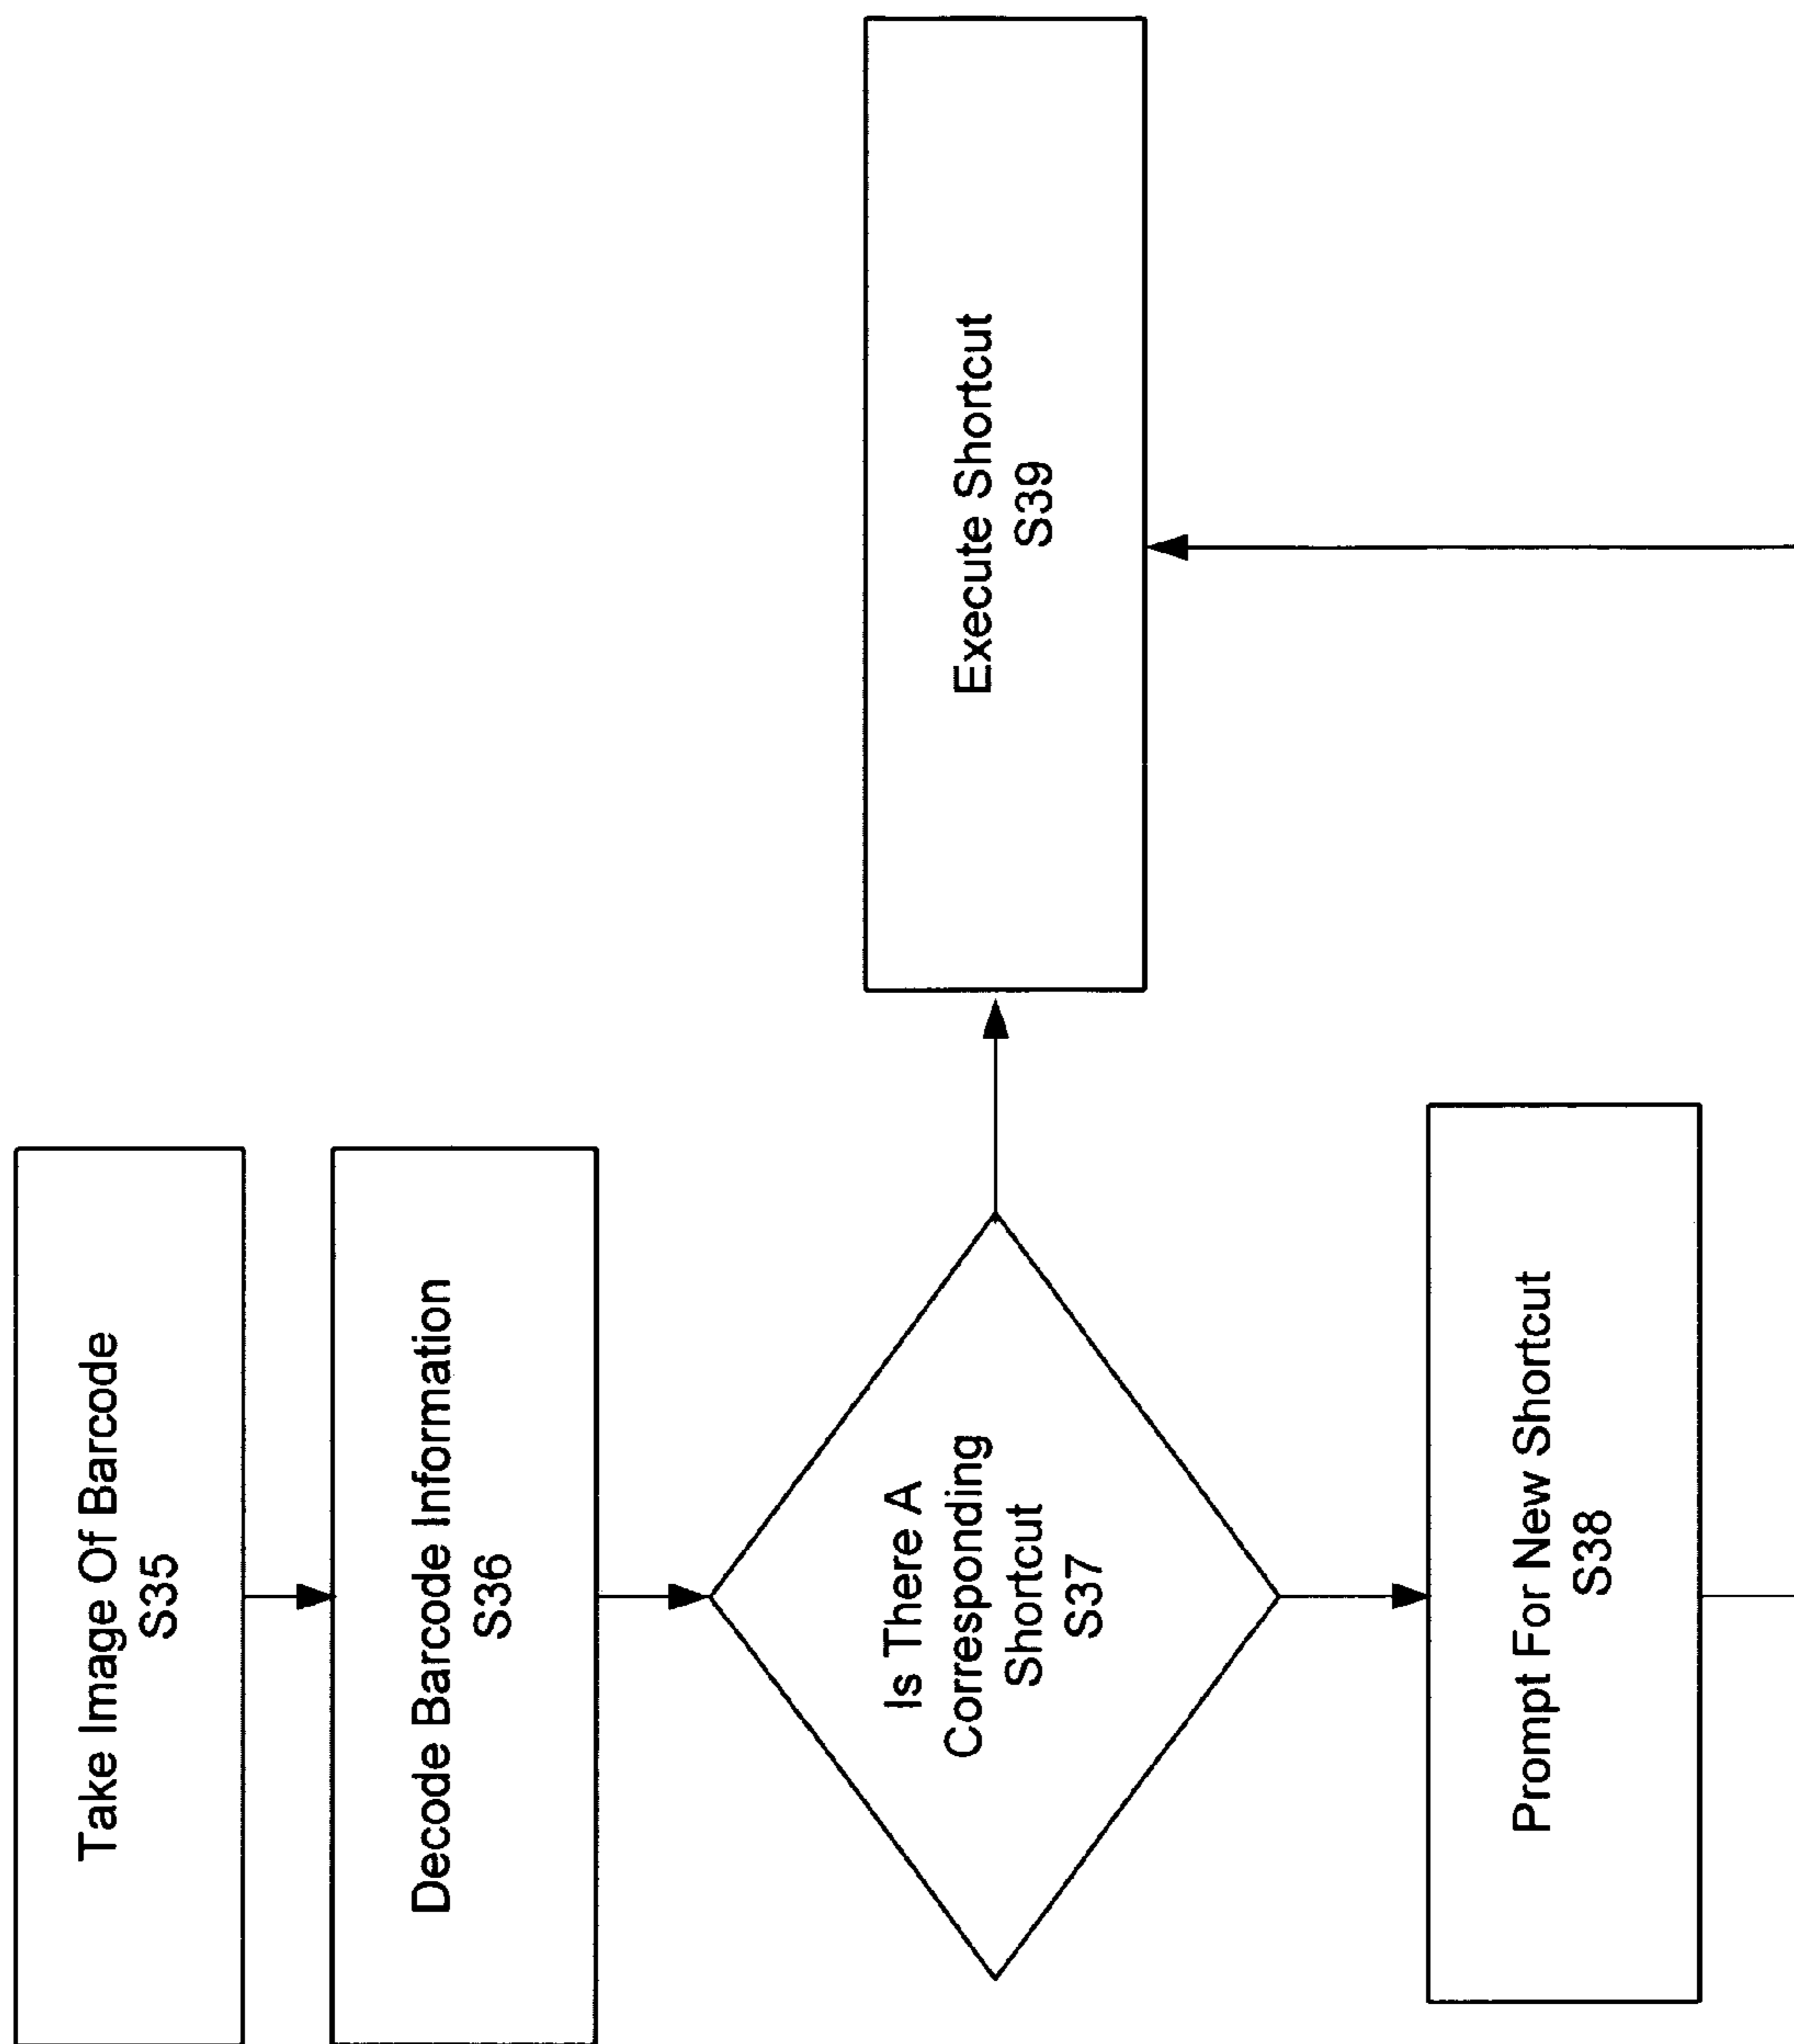 Take Image Of Barcode
S35
Decode Barcode Information
S36
Is There A
Corresponding
Shortcut
S37
Execute Shortcut
S39
Prompt For New Shortcut
S38